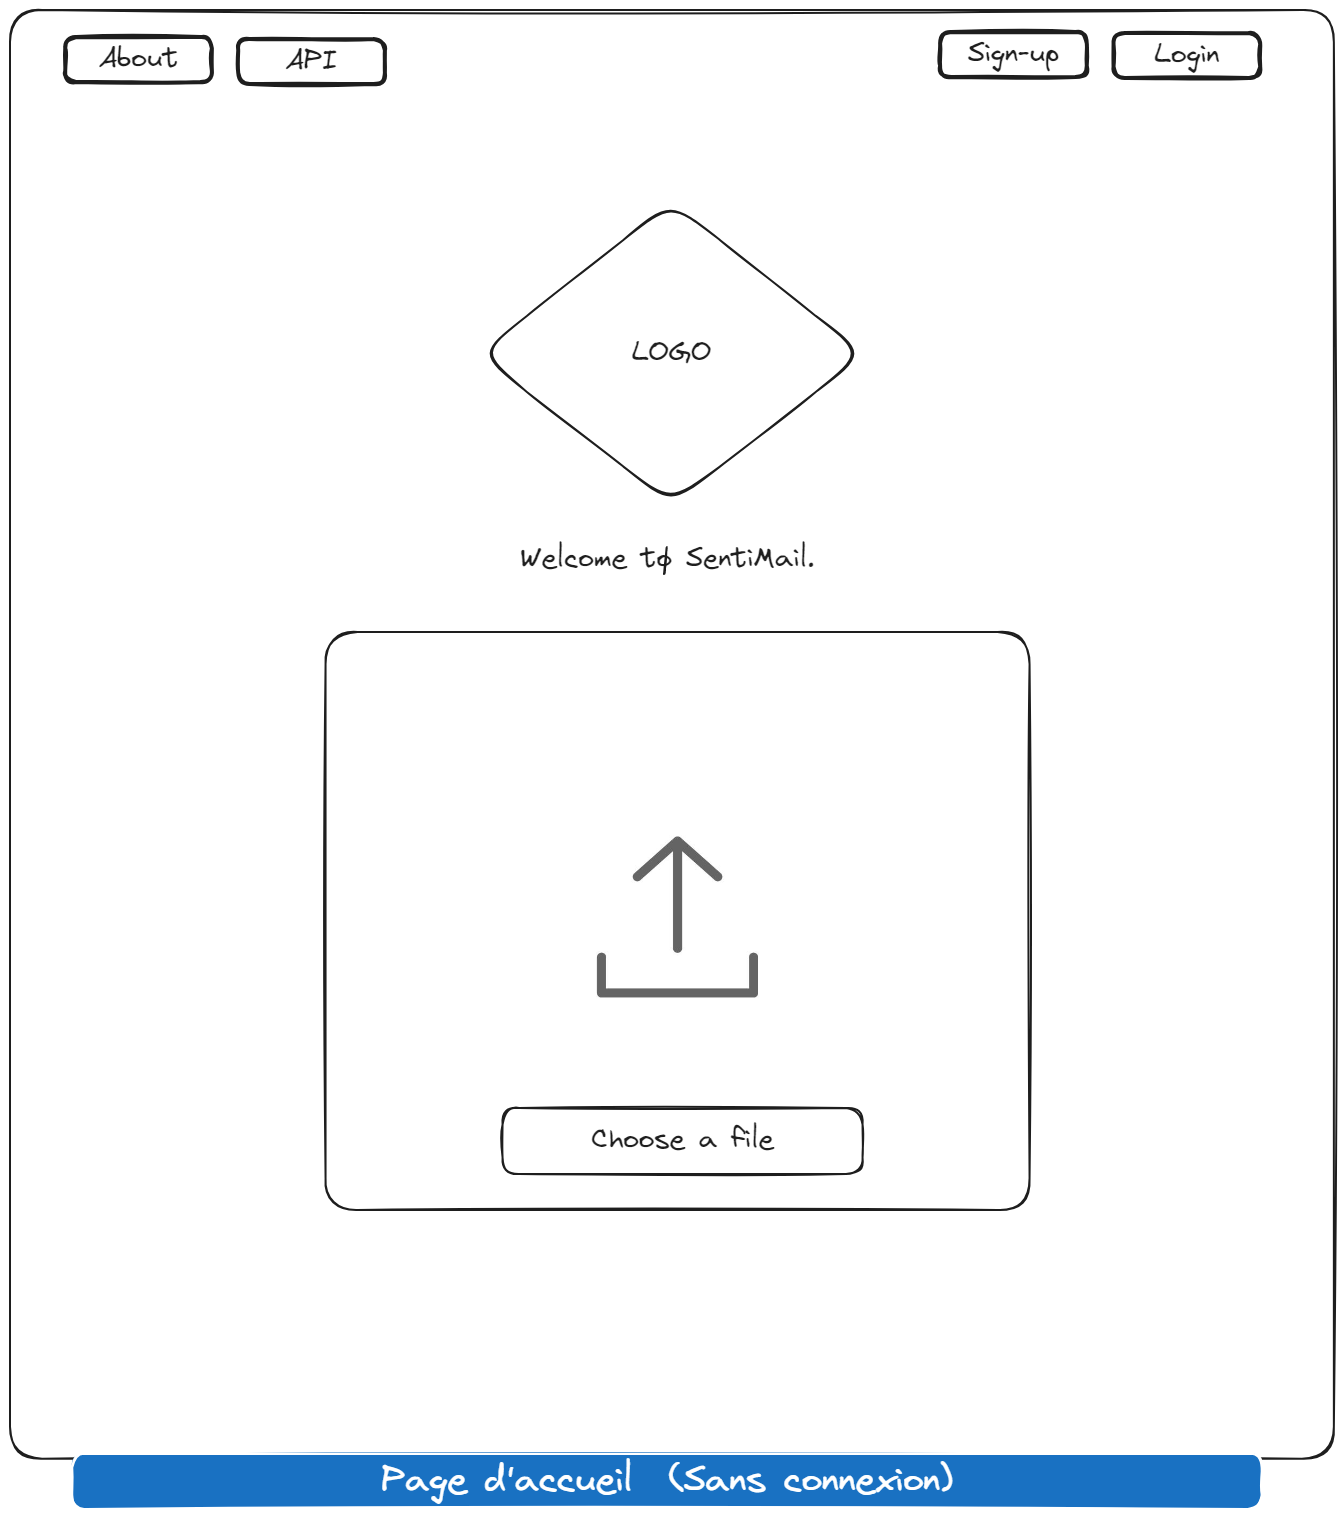 About API Sign-up Login
LOGO
Welcome to SentiMail.
Choose a file
Page d'accueil (Sans connexion)